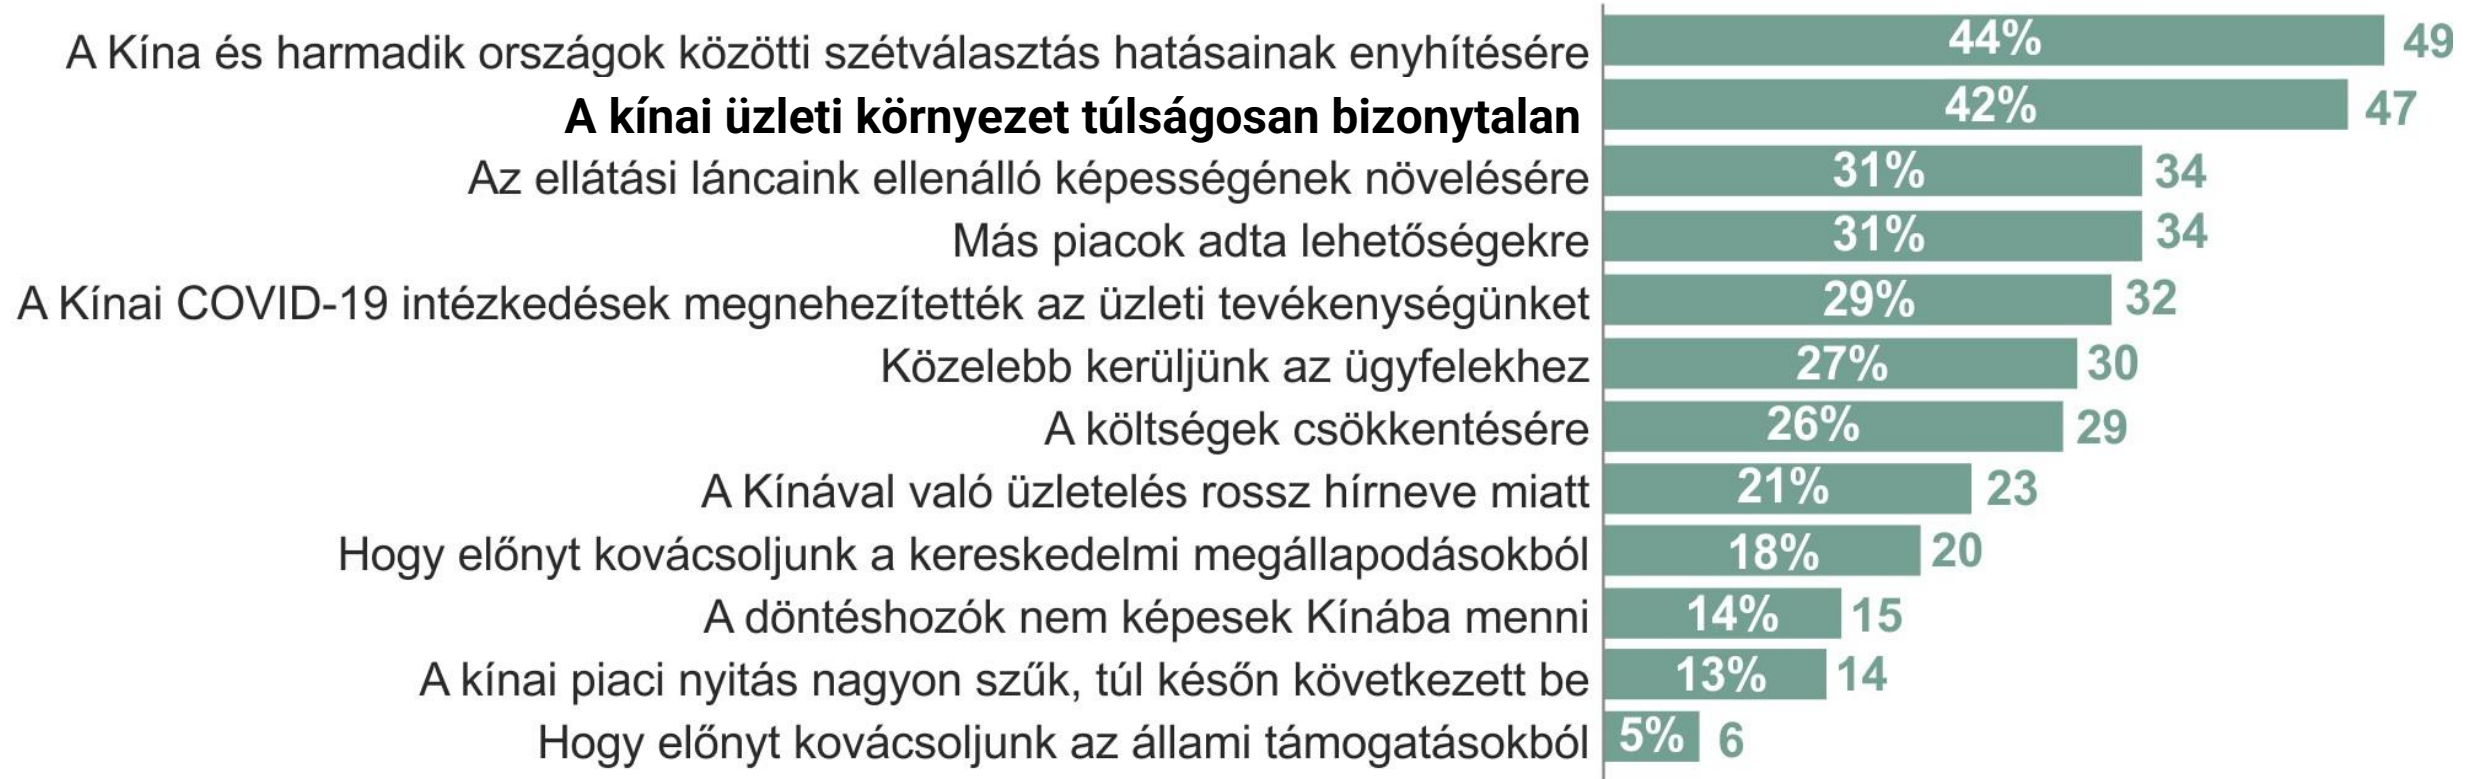 A Kína és harmadik országok közötti szétválasztás hatásainak enyhítésére 44% 49
A kínai üzleti környezet túlságosan bizonytalan 42% 47
Az ellátási láncaink ellenálló képességének növelésére 31% 34
Más piacok adta lehetőségekre 31% 34
A Kínai COVID-19 intézkedések megnehezítették az üzleti tevékenységünket 29% 32
Közelebb kerüljünk az ügyfelekhez 27% 30
A költségek csökkentésére 26% 29
A Kínával való üzletelés rossz hírneve miatt 21% 23
Hogy előnyt kovácsoljunk a kereskedelmi megállapodásokból 18% 20
A döntéshozók nem képesek Kínába menni 14% 15
A kínai piaci nyitás nagyon szűk, túl későn következett be 13% 14
Hogy előnyt kovácsoljunk az állami támogatásokból 5% 6